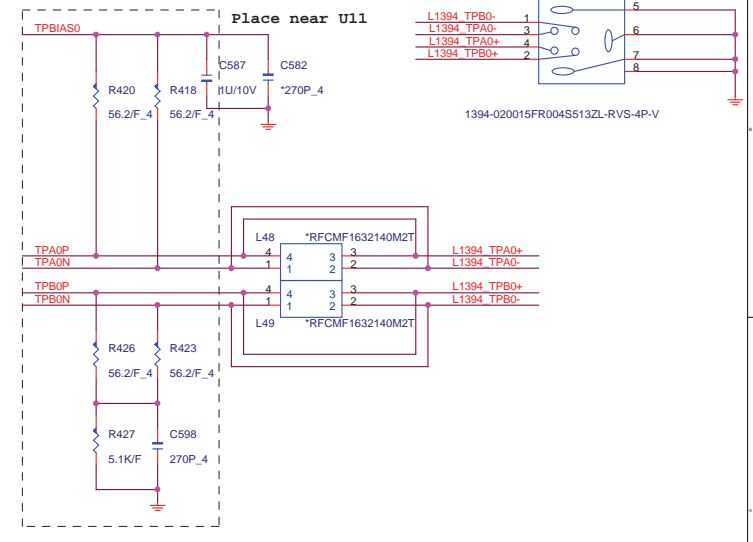 Place near U11
TPBIAS0
L1394_TPB0- 1
L1394_TPA0- 3
L1394_TPA0+ 4
L1394_TPB0+ 2
5
6
7
8
1394-020015FR004S513ZL-RVS-4P-V
R420
56.2/F_4
R418
56.2/F_4
C587
1U/10V
C582
*270P_4
L48 *RFCMF1632140M2T
TPA0P 4 4 3 3 L1394_TPA0+
TPA0N 1 1 2 2 L1394_TPA0-
TPB0P 4 4 3 3 L1394_TPB0+
TPB0N 1 1 2 2 L1394_TPB0-
L49 *RFCMF1632140M2T
R426
56.2/F_4
R423
56.2/F_4
R427
5.1K/F
C598
270P_4
A